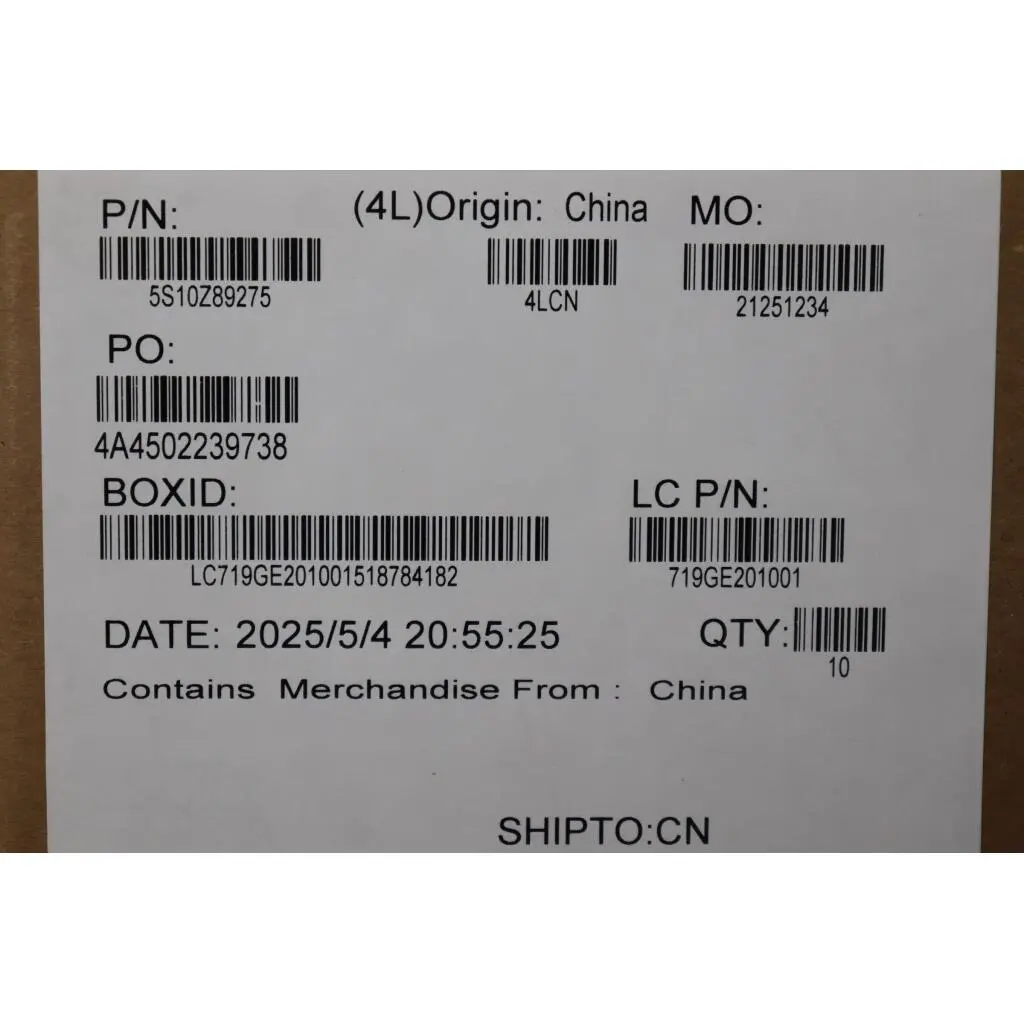 P/N: (4L)Origin: China MO:
5S10Z89275 4LCN 21251234
PO:
4A4502239738
BOXID: LC P/N:
LC719GE201001518784182 719GE201001
DATE: 2025/5/4 20:55:25 QTY:
10
Contains Merchandise From : China
SHIPTO:CN